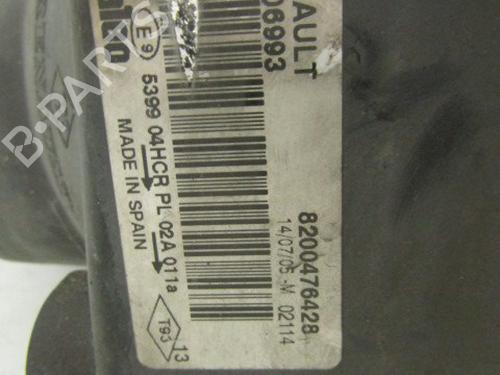 AULT
06993
E9
5399 04HCR PL 02A 011a
MADE IN SPAIN
8200476428
14/07/05.-M 02114
T93
13
B-PARTS